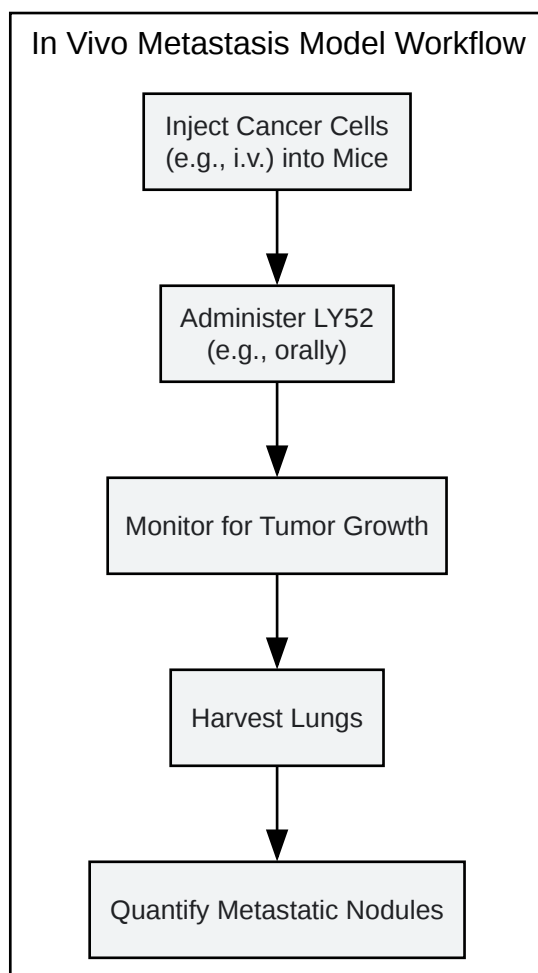 In Vivo Metastasis Model Workflow
Inject Cancer Cells
(e.g., i.v.) into Mice
Administer LY52
(e.g., orally)
Monitor for Tumor Growth
Harvest Lungs
Quantify Metastatic Nodules